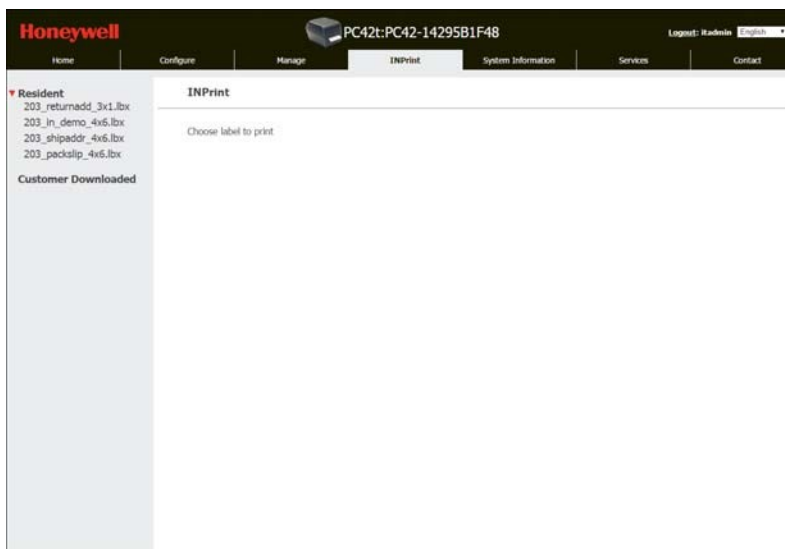 Honeywell
PC42t:PC42-14295B1F48
Logout: itadmin English
Home Configure Manage INPrint System Information Services Contact
Resident
203_returnadd_3x1.lbx
203_in_demo_4x6.lbx
203_shipaddr_4x6.lbx
203_packslip_4x6.lbx
Customer Downloaded
INPrint
Choose label to print